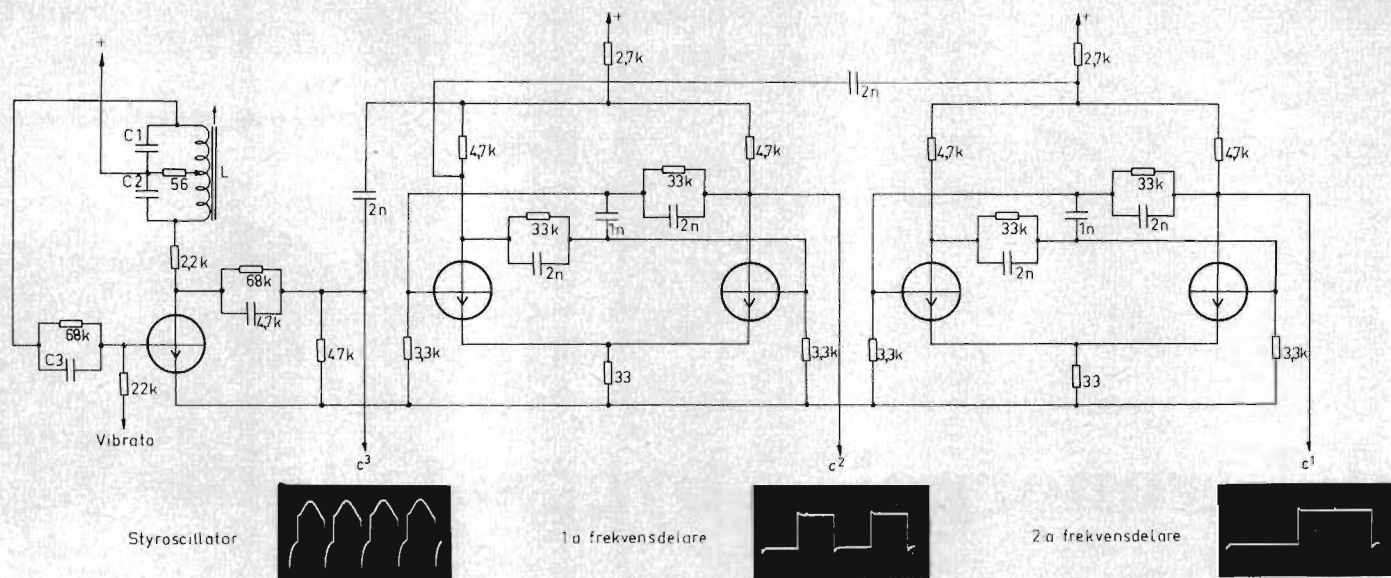 +
+
+
2,7k
2,7k
2n
C1
C2
56
L
4,7k
4,7k
4,7k
4,7k
2n
33k
2n
1n
33k
2n
33k
2n
1n
33k
2n
2,2k
68k
4,7k
68k
C3
22k
47k
3,3k
3,3k
3,3k
3,3k
33
33
Vibrato
c³
c²
c¹
Styroscillator
1:a frekvensdelare
2:a frekvensdelare